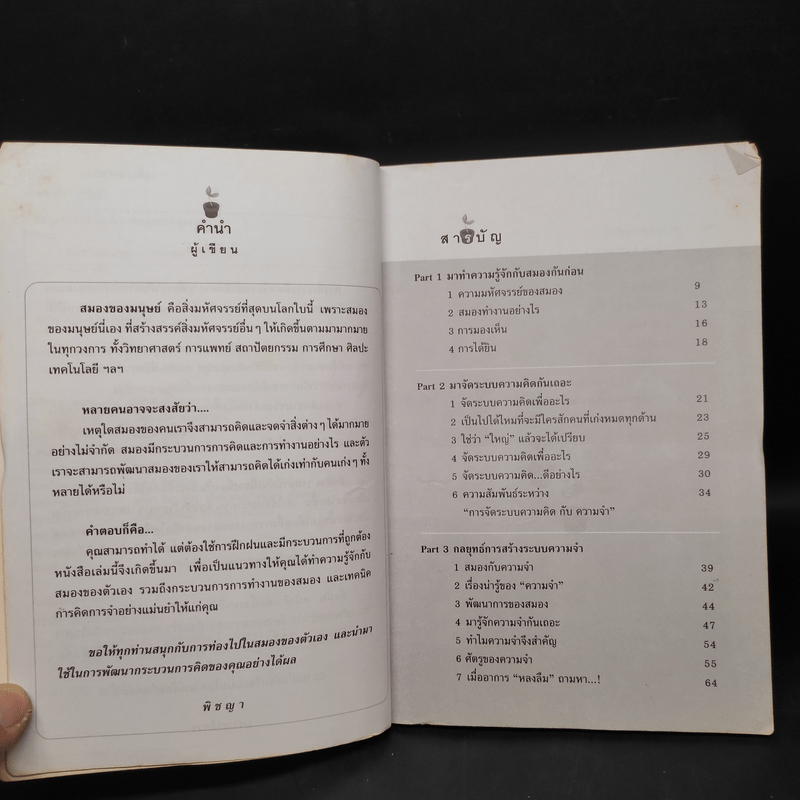 คำนำ
ผู้เขียน
สมองของมนุษย์ คือสิ่งมหัศจรรย์ที่สุดบนโลกใบนี้ เพราะสมอง
ของมนุษย์นี่เอง ที่สร้างสรรค์สิ่งมหัศจรรย์อื่นๆ ให้เกิดขึ้นตามมามากมาย
ในทุกวงการ ทั้งวิทยาศาสตร์ การแพทย์ สถาปัตยกรรม การศึกษา ศิลปะ
เทคโนโลยี ฯลฯ
หลายคนอาจจะสงสัยว่า....
เหตุใดสมองของคนเราจึงสามารถคิดและจดจำสิ่งต่างๆ ได้มากมาย
อย่างไม่จำกัด สมองมีกระบวนการการคิดและการทำงานอย่างไร และตัว
เราจะสามารถพัฒนาสมองของเราให้สามารถคิดได้เก่งเท่ากับคนเก่งๆ ทั้ง
หลายได้หรือไม่
คำตอบก็คือ...
คุณสามารถทำได้ แต่ต้องใช้การฝึกฝนและมีกระบวนการที่ถูกต้อง
หนังสือเล่มนี้จึงเกิดขึ้นมา เพื่อเป็นแนวทางให้คุณได้ทำความรู้จักกับ
สมองของตัวเอง รวมถึงกระบวนการการทำงานของสมอง และเทคนิค
การคิดการจำอย่างแม่นยำให้แก่คุณ
ขอให้ทุกท่านสนุกกับการท่องไปในสมองของตัวเอง และนำมา
ใช้ในการพัฒนากระบวนการคิดของคุณอย่างได้ผล
พิชญา
สารบัญ
Part 1 มาทำความรู้จักกับสมองกันก่อน
1 ความมหัศจรรย์ของสมอง 9
2 สมองทำงานอย่างไร 13
3 การมองเห็น 16
4 การได้ยิน 18
Part 2 มาจัดระบบความคิดกันเถอะ
1 จัดระบบความคิดเพื่ออะไร 21
2 เป็นไปได้ไหมที่จะมีใครสักคนที่เก่งหมดทุกด้าน 23
3 ใช่ว่า “ใหญ่” แล้วจะได้เปรียบ 25
4 จัดระบบความคิดเพื่ออะไร 29
5 จัดระบบความคิด...ดีอย่างไร 30
6 ความสัมพันธ์ระหว่าง 34
“การจัดระบบความคิด กับ ความจำ”
Part 3 กลยุทธ์การสร้างระบบความจำ
1 สมองกับความจำ 39
2 เรื่องน่ารู้ของ “ความจำ” 42
3 พัฒนาการของสมอง 44
4 มารู้จักความจำกันเถอะ 47
5 ทำไมความจำจึงสำคัญ 54
6 ศัตรูของความจำ 55
7 เมื่ออาการ “หลงลืม” ถามหา...! 64